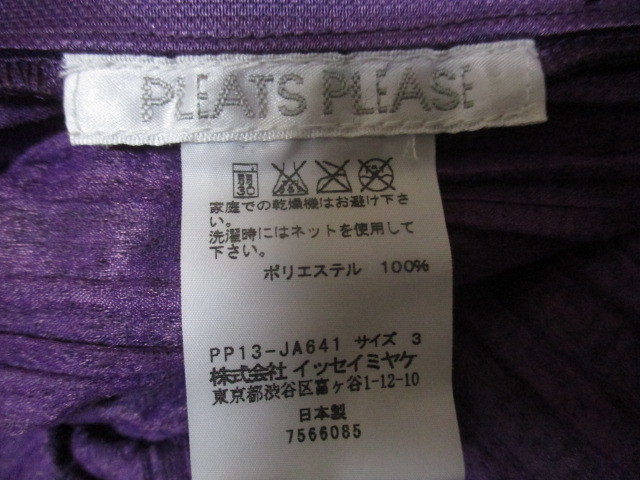 PLEATS PLEASE
30
家庭での乾燥機はお避け下さ
い。
洗濯時にはネットを使用して
下さい。
ポリエステル 100%
PP13-JA641 サイズ 3
株式会社 イッセイミヤケ
東京都渋谷区富ヶ谷1-12-10
日本製
7566085